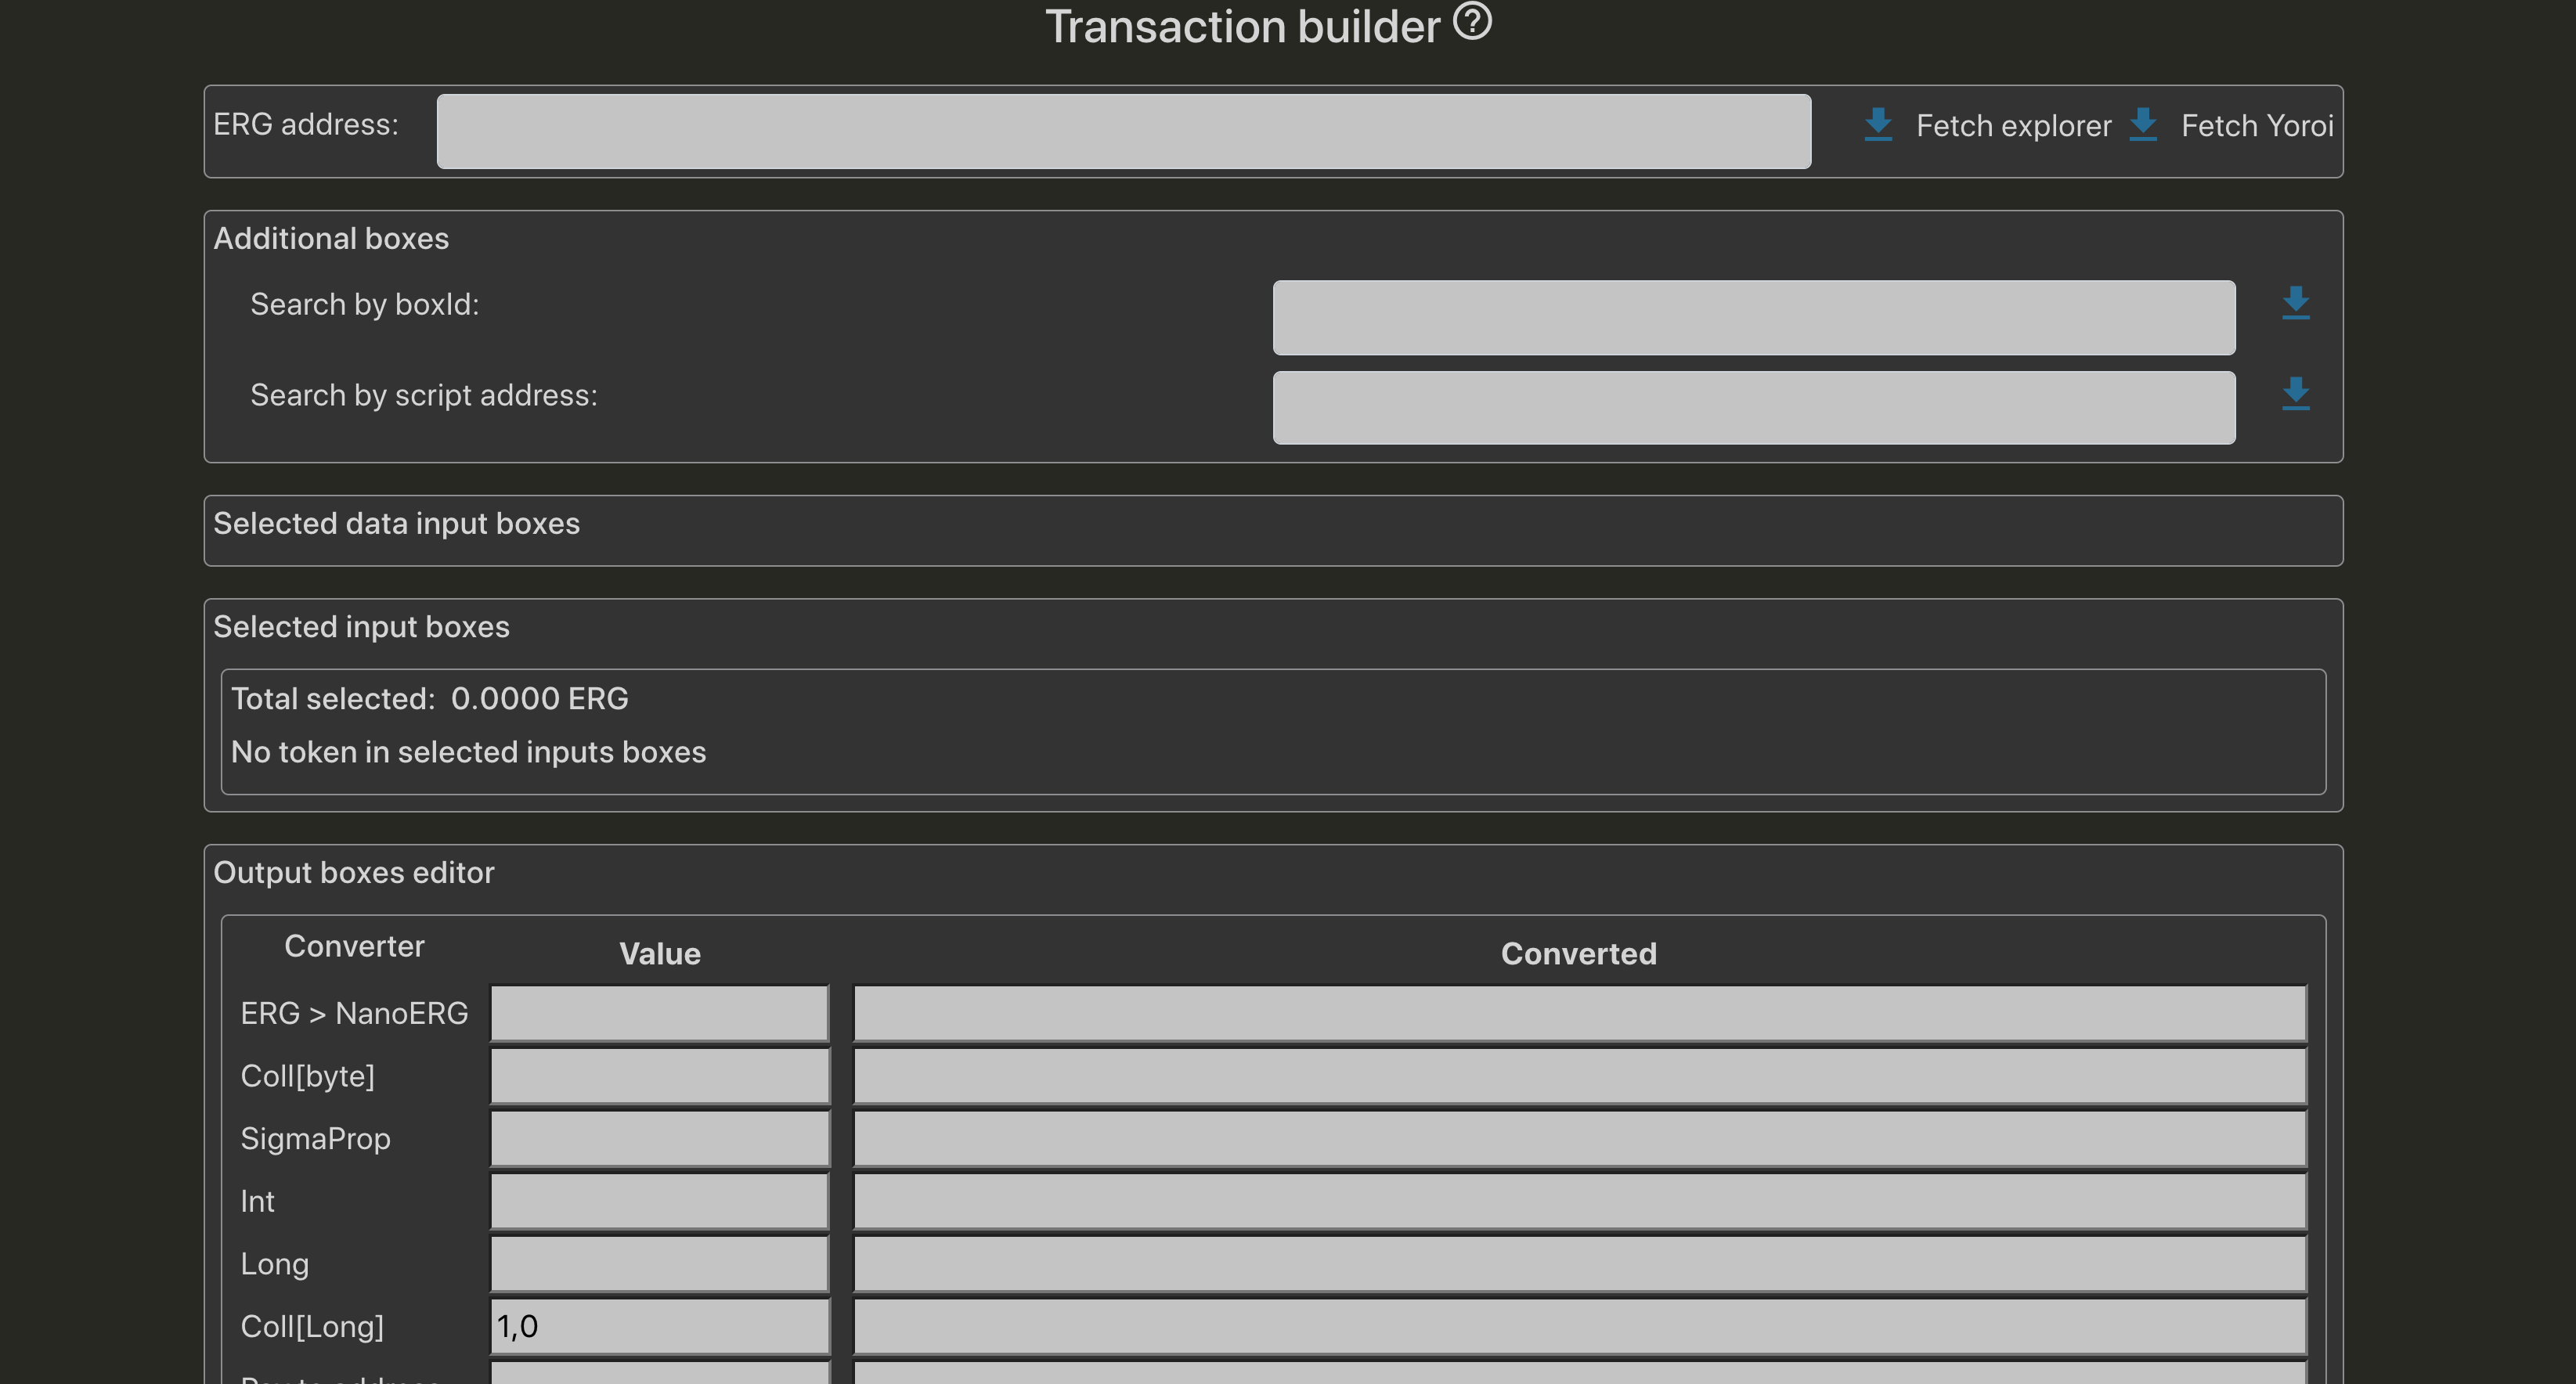 Transaction builder ?
ERG address:
Fetch explorer
Fetch Yoroi
Additional boxes
Search by boxId:
Search by script address:
Selected data input boxes
Selected input boxes
Total selected: 0.0000 ERG
No token in selected inputs boxes
Output boxes editor
Converter Value Converted
ERG > NanoERG
Coll[byte]
SigmaProp
Int
Long
Coll[Long] 1,0